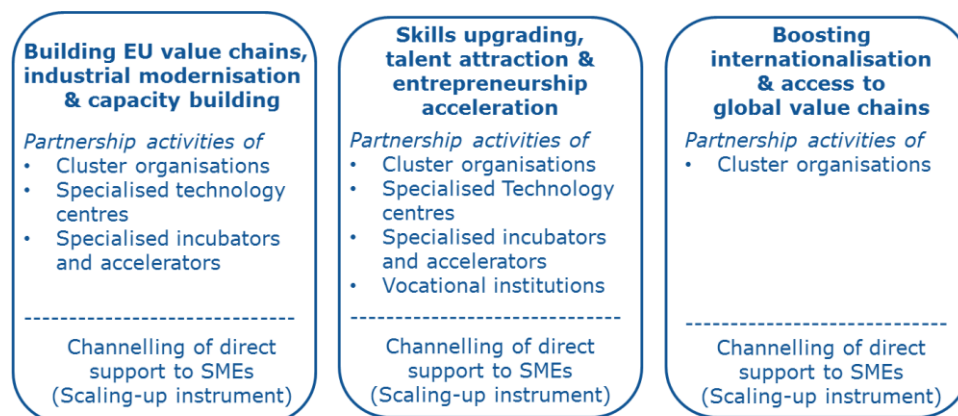 Building EU value chains,
industrial modernisation
& capacity building
Partnership activities of
• Cluster organisations
• Specialised technology
centres
• Specialised incubators
and accelerators
-------------------------------
Channelling of direct
support to SMEs
(Scaling-up instrument)
Skills upgrading,
talent attraction &
entrepreneurship
acceleration
Partnership activities of
• Cluster organisations
• Specialised Technology
centres
• Specialised incubators
and accelerators
• Vocational institutions
-------------------------------
Channelling of direct
support to SMEs
(Scaling-up instrument)
Boosting
internationalisation
& access to
global value chains
Partnership activities of
• Cluster organisations
-------------------------------
Channelling of direct
support to SMEs
(Scaling-up instrument)